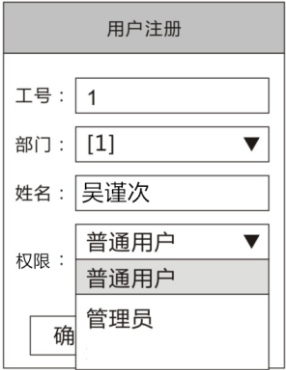 用户注册
工号： 1
部门： [1] ▼
姓名： 吴谨次
普通用户 ▼
权限：
普通用户
管理员
确